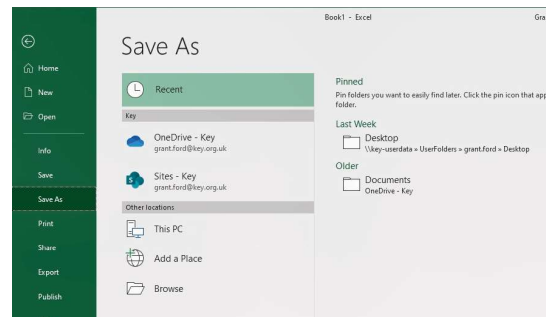 Book1 - Excel
Save As
Home
New
Open
Info
Save
Save As
Print
Share
Export
Publish
Recent
Key
OneDrive - Key
grant.ford@key.org.uk
Sites - Key
grant.ford@key.org.uk
Other locations
This PC
Add a Place
Browse
Pinned
Pin folders you want to easily find later. Click the pin icon that
folder.
Last Week
Desktop
\\key-userdata » UserFolders » grant.ford » Desktop
Older
Documents
OneDrive - Key